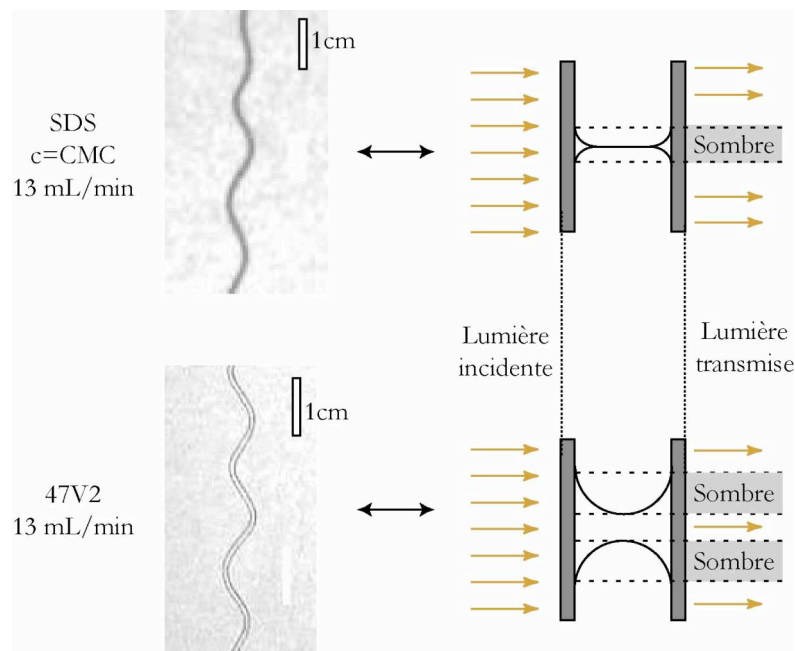 SDS
c=CMC
13 mL/min
1cm
Sombre
Lumière
incidente
Lumière
transmise
47V2
13 mL/min
1cm
Sombre
Sombre